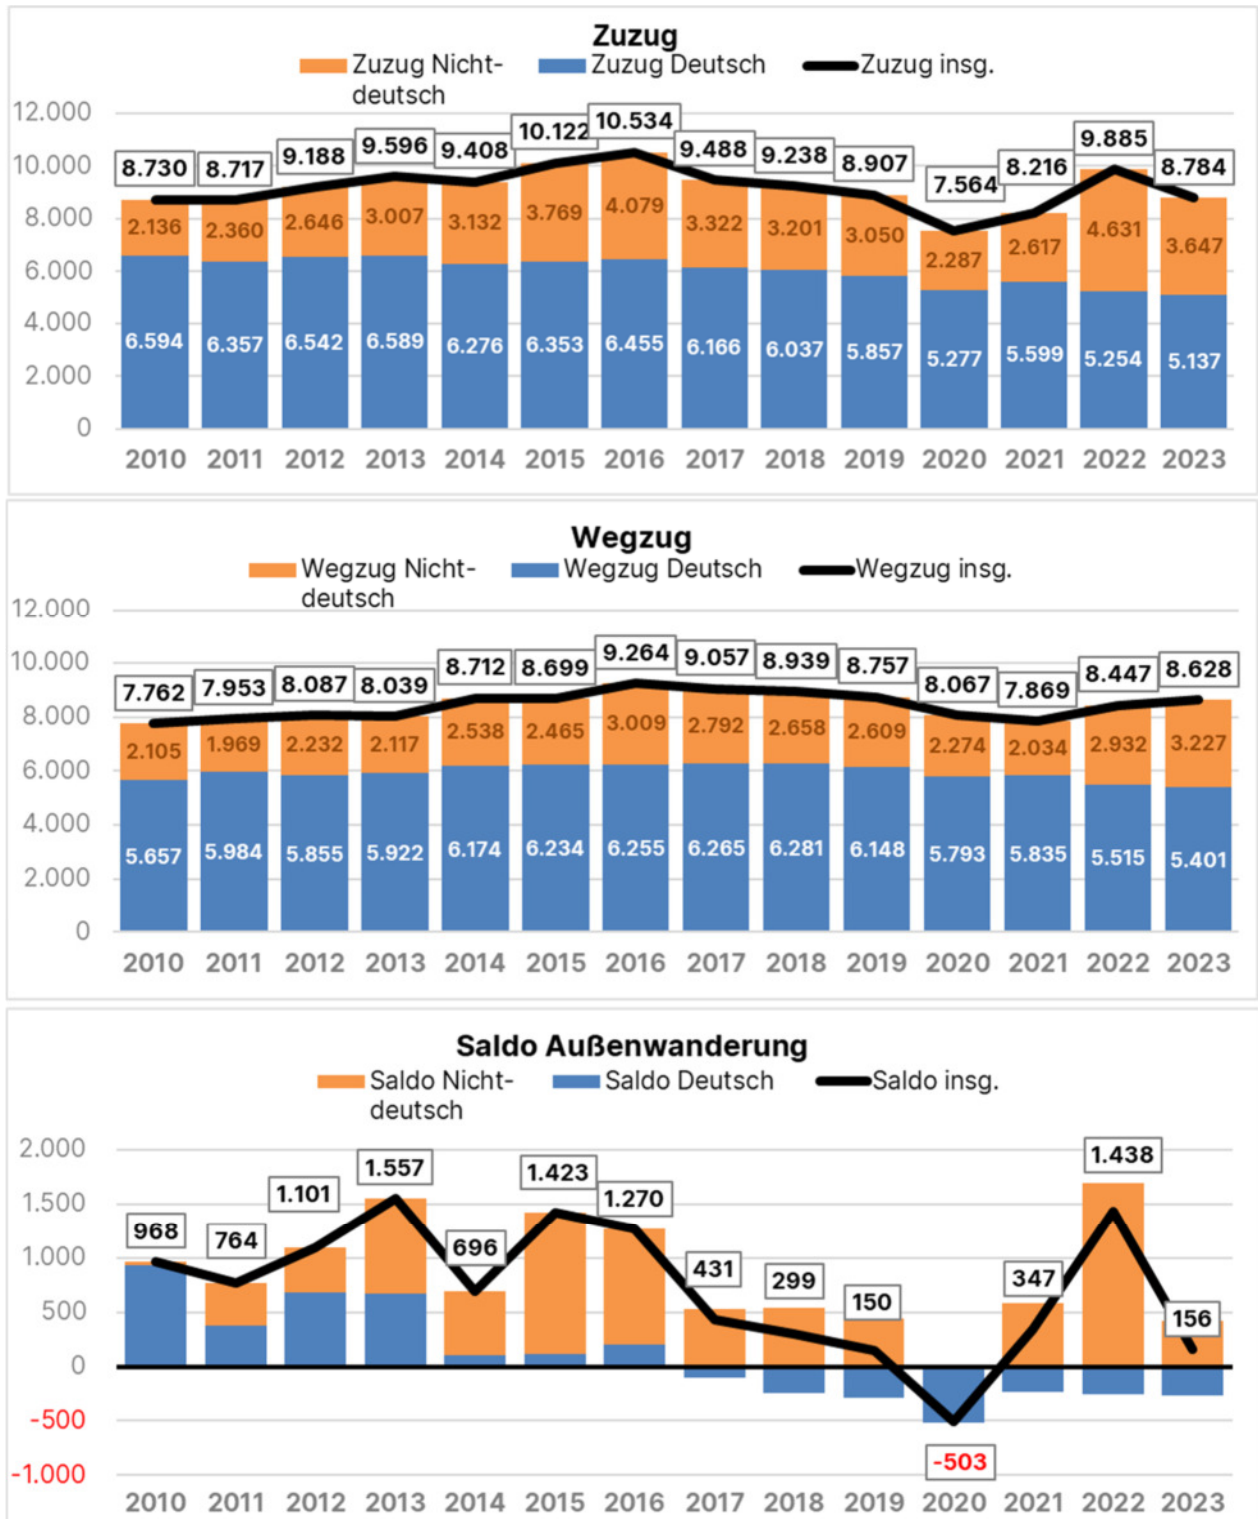 Zuzug
Zuzug Nicht-
deutsch
Zuzug Deutsch
Zuzug insg.
12.000
10.000
8.000
6.000
4.000
2.000
0
8.730 8.717 9.188 9.596 9.408 10.122 10.534 9.488 9.238 8.907 7.564 8.216 9.885 8.784
2.136 2.360 2.646 3.007 3.132 3.769 4.079 3.322 3.201 3.050 2.287 2.617 4.631 3.647
6.594 6.357 6.542 6.589 6.276 6.353 6.455 6.166 6.037 5.857 5.277 5.599 5.254 5.137
2010 2011 2012 2013 2014 2015 2016 2017 2018 2019 2020 2021 2022 2023
Wegzug
Wegzug Nicht-
deutsch
Wegzug Deutsch
Wegzug insg.
12.000
10.000
8.000
6.000
4.000
2.000
0
7.762 7.953 8.087 8.039 8.712 8.699 9.264 9.057 8.939 8.757 8.067 7.869 8.447 8.628
2.105 1.969 2.232 2.117 2.538 2.465 3.009 2.792 2.658 2.609 2.274 2.034 2.932 3.227
5.657 5.984 5.855 5.922 6.174 6.234 6.255 6.265 6.281 6.148 5.793 5.835 5.515 5.401
2010 2011 2012 2013 2014 2015 2016 2017 2018 2019 2020 2021 2022 2023
Saldo Außenwanderung
Saldo Nicht-
deutsch
Saldo Deutsch
Saldo insg.
2.000
1.500
1.000
500
0
-500
-1.000
968 764 1.101 1.557 696 1.423 1.270 431 299 150 -503 347 1.438 156
2010 2011 2012 2013 2014 2015 2016 2017 2018 2019 2020 2021 2022 2023